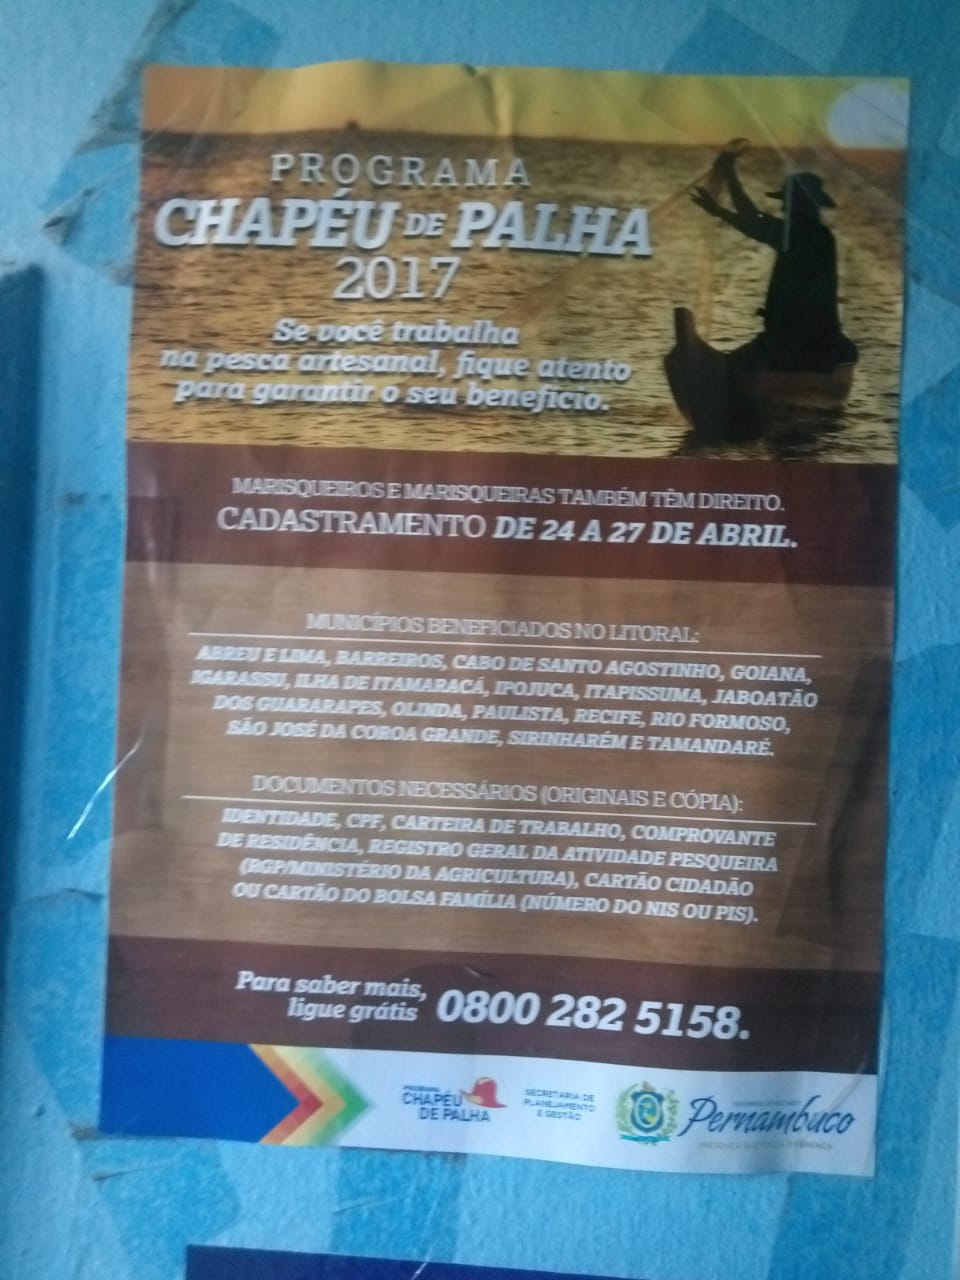 PROGRAMA
CHAPÉU DE PALHA
2017
Se você trabalha
na pesca artesanal, fique atento
para garantir o seu benefício.
MARISQUEIROS E MARISQUEIRAS TAMBÉM TÊM DIREITO.
CADASTRAMENTO DE 24 A 27 DE ABRIL.
MUNICÍPIOS BENEFICIADOS NO LITORAL:
ABREU E LIMA, BARREIROS, CABO DE SANTO AGOSTINHO, GOIANA,
IGARASSU, ILHA DE ITAMARACÁ, IPOJUCA, ITAPISSUMA, JABOATÃO
DOS GUARARAPES, OLINDA, PAULISTA, RECIFE, RIO FORMOSO,
SÃO JOSÉ DA COROA GRANDE, SIRINHARÉM E TAMANDARÉ.
DOCUMENTOS NECESSÁRIOS (ORIGINAIS E CÓPIA):
IDENTIDADE, CPF, CARTEIRA DE TRABALHO, COMPROVANTE
DE RESIDÊNCIA, REGISTRO GERAL DA ATIVIDADE PESQUEIRA
(RGP/MINISTÉRIO DA AGRICULTURA), CARTÃO CIDADÃO
OU CARTÃO DO BOLSA FAMÍLIA (NÚMERO DO NIS OU PIS).
Para saber mais,
ligue grátis 0800 282 5158.
PROGRAMA
CHAPÉU
DE PALHA
SECRETARIA DE
PLANEJAMENTO
E GESTÃO
Pernambuco